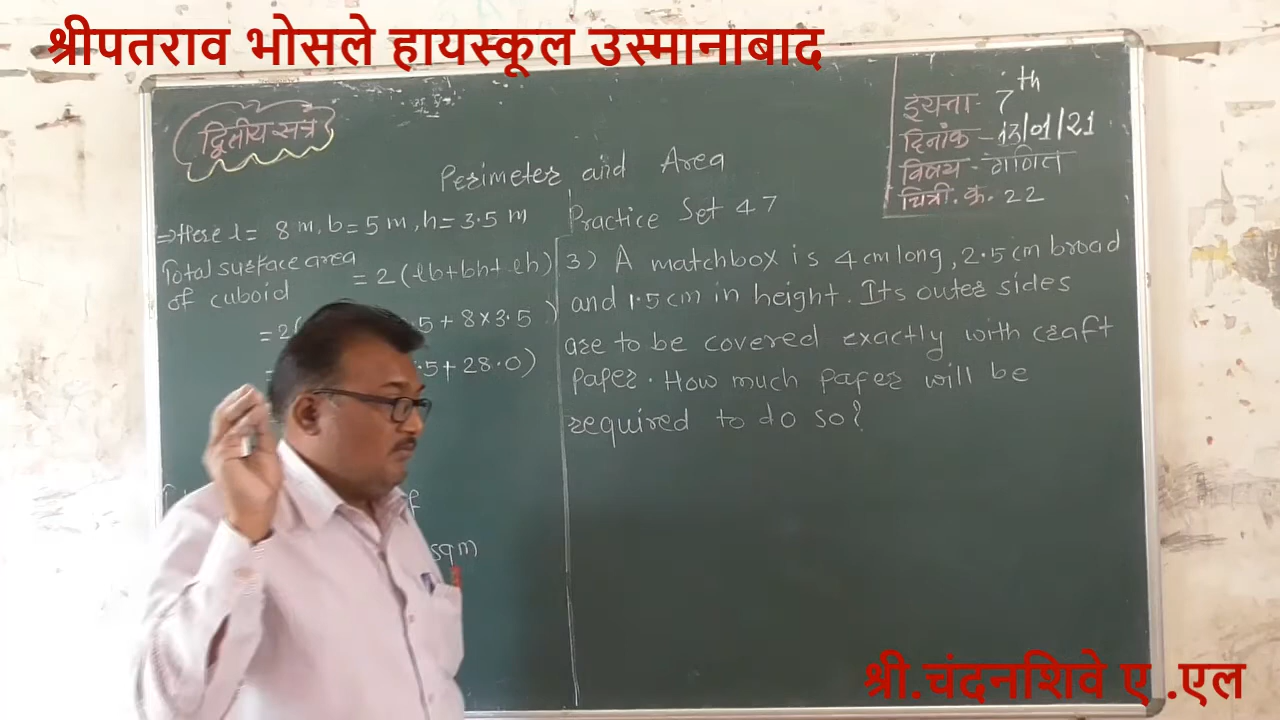 श्रीपतराव भोसले हायस्कूल उस्मानाबाद
द्वितीय सत्र
इयत्ता - 7th
दिनांक - 13/01/21
विषय - गणित
चित्री. क्र. 22
Perimeter and Area
⇒Here l = 8 m, b = 5 m, h = 3.5 m
Total surface area
of cuboid = 2 (lb+bh+lh)
= 2( 5 + 8×3.5 )
.5 + 28.0)
sqm
Practice Set 47
3) A matchbox is 4 cm long, 2.5 cm broad
and 1.5 cm in height. Its outer sides
are to be covered exactly with craft
paper. How much paper will be
required to do so?
श्री.चंदनशिवे ए .एल